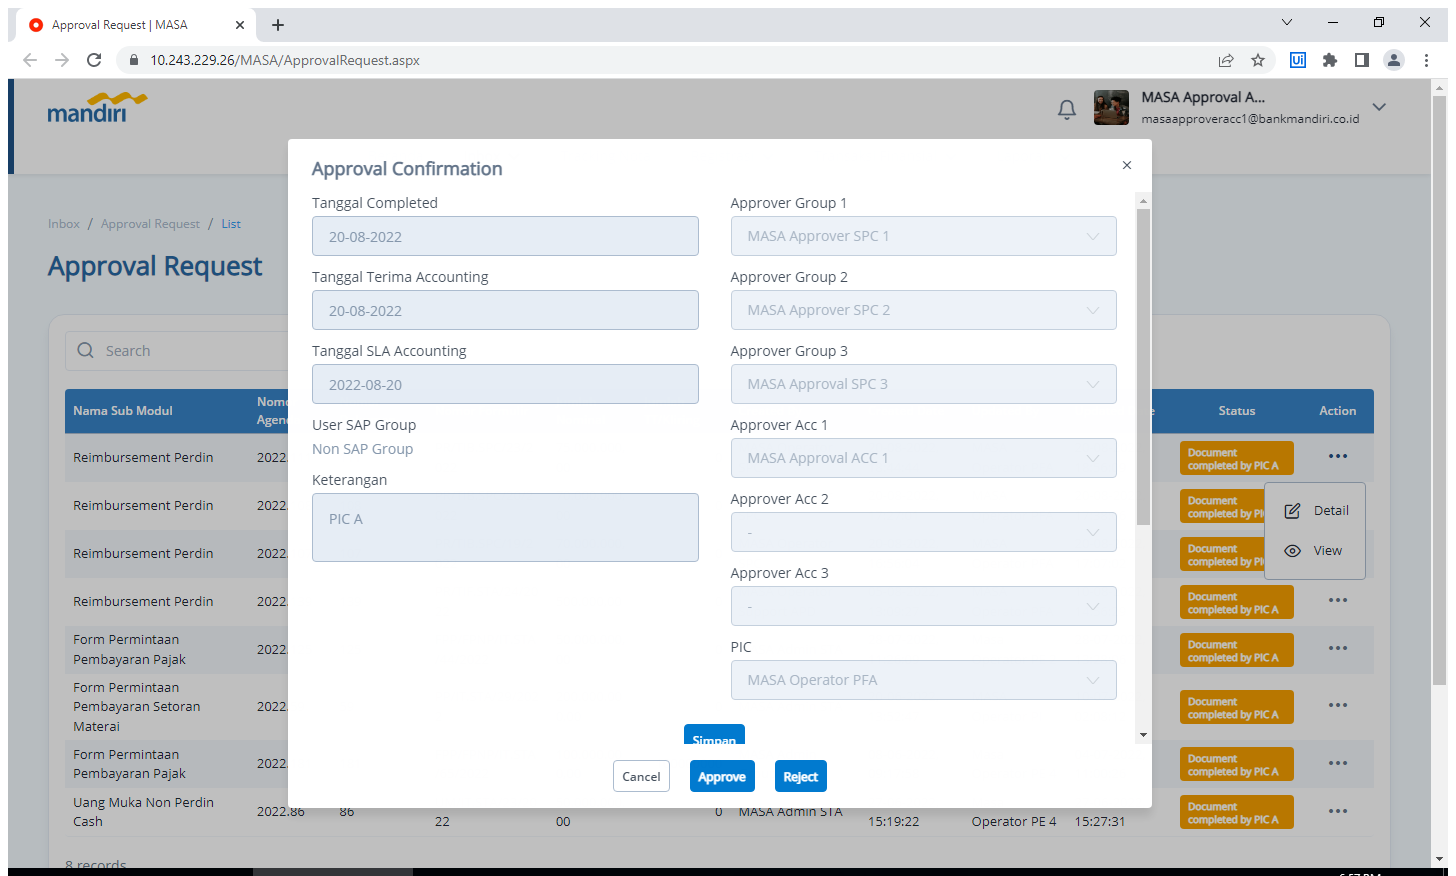 Approval Request | MASA
10.243.229.26/MASA/ApprovalRequest.aspx
Ui
mandiri
MASA Approval A...
masaapproveracc1@bankmandiri.co.id
Inbox / Approval Request / List
Approval Request
Search
Nama Sub Modul
Status
Action
Reimbursement Perdin
2022.
Document
completed by PIC A
Reimbursement Perdin
2022.
Document
completed by PI
Reimbursement Perdin
2022.
Document
completed by PI
Detail
View
Reimbursement Perdin
2022.
Document
completed by PIC A
Form Permintaan
Pembayaran Pajak
2022.
Document
completed by PIC A
Form Permintaan
Pembayaran Setoran
Materai
2022.
Document
completed by PIC A
Form Permintaan
Pembayaran Pajak
2022.
Document
completed by PIC A
Uang Muka Non Perdin
Cash
2022.86
86
22
00
0
MASA Admin STA
15:19:22
Operator PE 4
15:27:31
Document
completed by PIC A
8 records
Approval Confirmation
Tanggal Completed
20-08-2022
Tanggal Terima Accounting
20-08-2022
Tanggal SLA Accounting
2022-08-20
User SAP Group
Non SAP Group
Keterangan
PIC A
Approver Group 1
MASA Approver SPC 1
Approver Group 2
MASA Approver SPC 2
Approver Group 3
MASA Approval SPC 3
Approver Acc 1
MASA Approval ACC 1
Approver Acc 2
-
Approver Acc 3
-
PIC
MASA Operator PFA
Simpan
Cancel
Approve
Reject